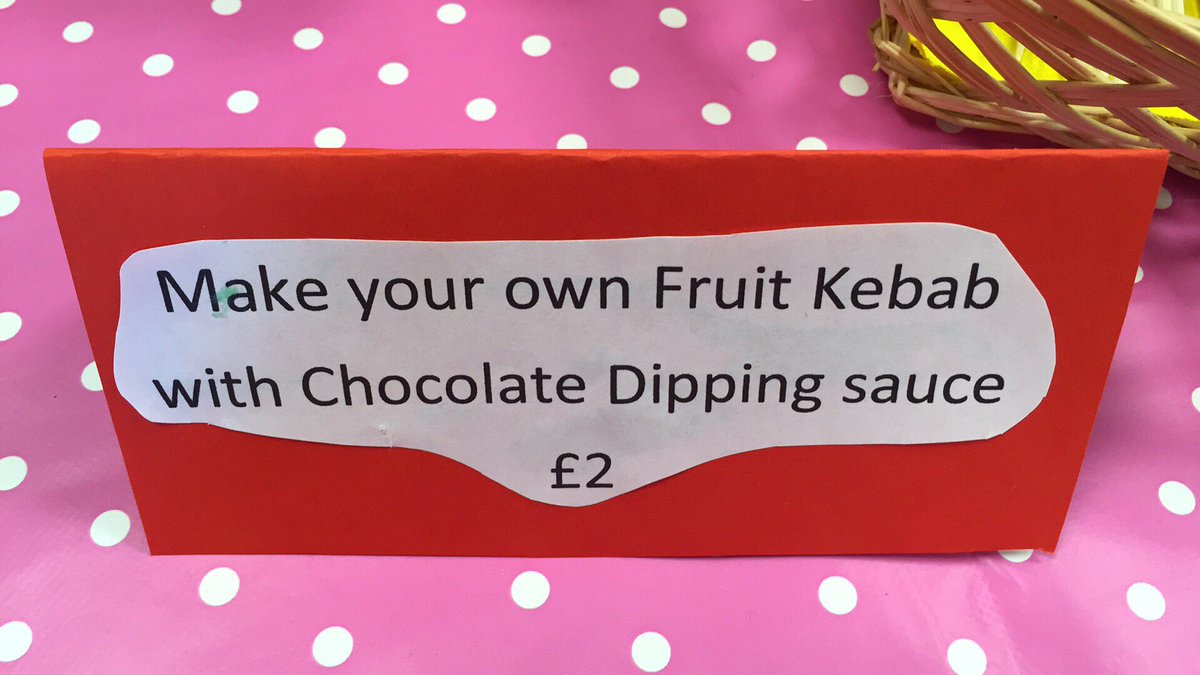 Make your own Fruit Kebab
with Chocolate Dipping sauce
£2